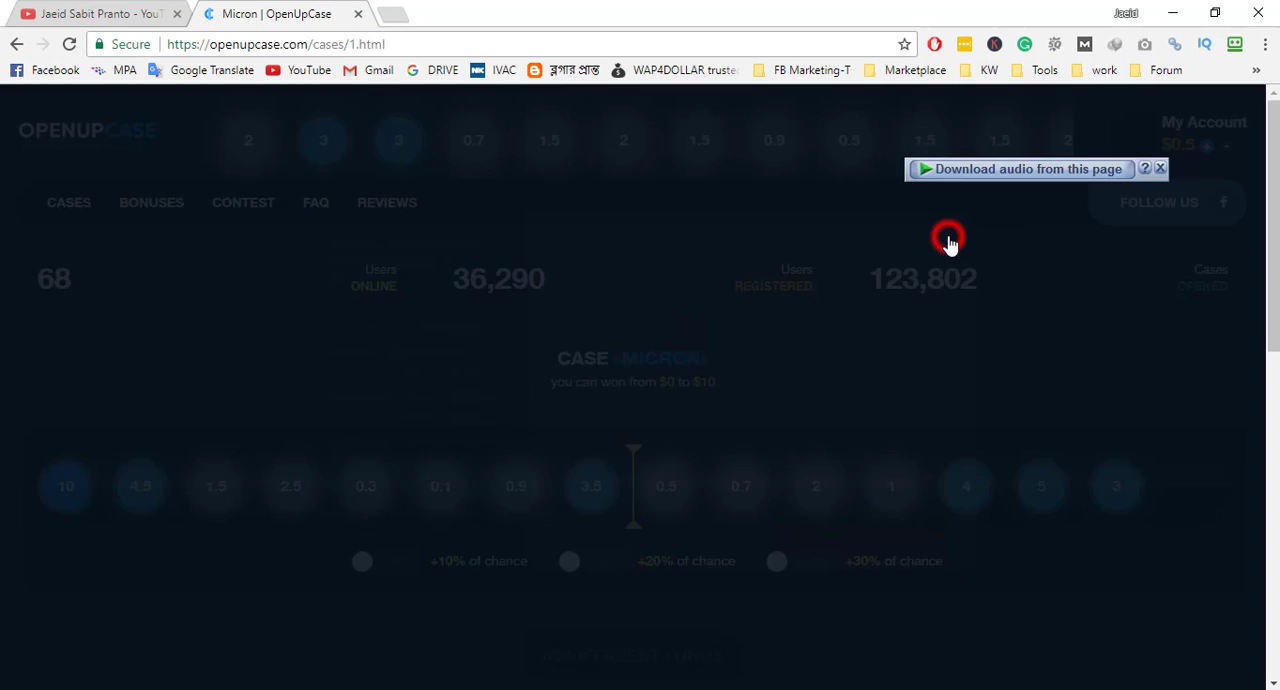 Jaeid Sabit Pranto - YouT
Micron | OpenUpCase
Jaeid
Secure | https://openupcase.com/cases/1.html
Facebook MPA Google Translate YouTube Gmail DRIVE IVAC ব্লগার প্রান্ত WAP4DOLLAR truste FB Marketing-T Marketplace KW Tools work Forum »
OPENUPCASE
2 3 3 0.7 1.5 2 1.5 0.9 0.5 1.5 1.5 2
My Account
$0.5 +
Download audio from this page ? X
CASES BONUSES CONTEST FAQ REVIEWS
FOLLOW US f
68 Users ONLINE
36,290 Users REGISTERED
123,802 Cases OPENED
CASE «MICRON»
you can won from $0 to $10
10 4.5 1.5 2.5 0.3 0.1 0.9 3.5 0.5 0.7 2 1 4 5 3
+10% of chance +20% of chance +30% of chance